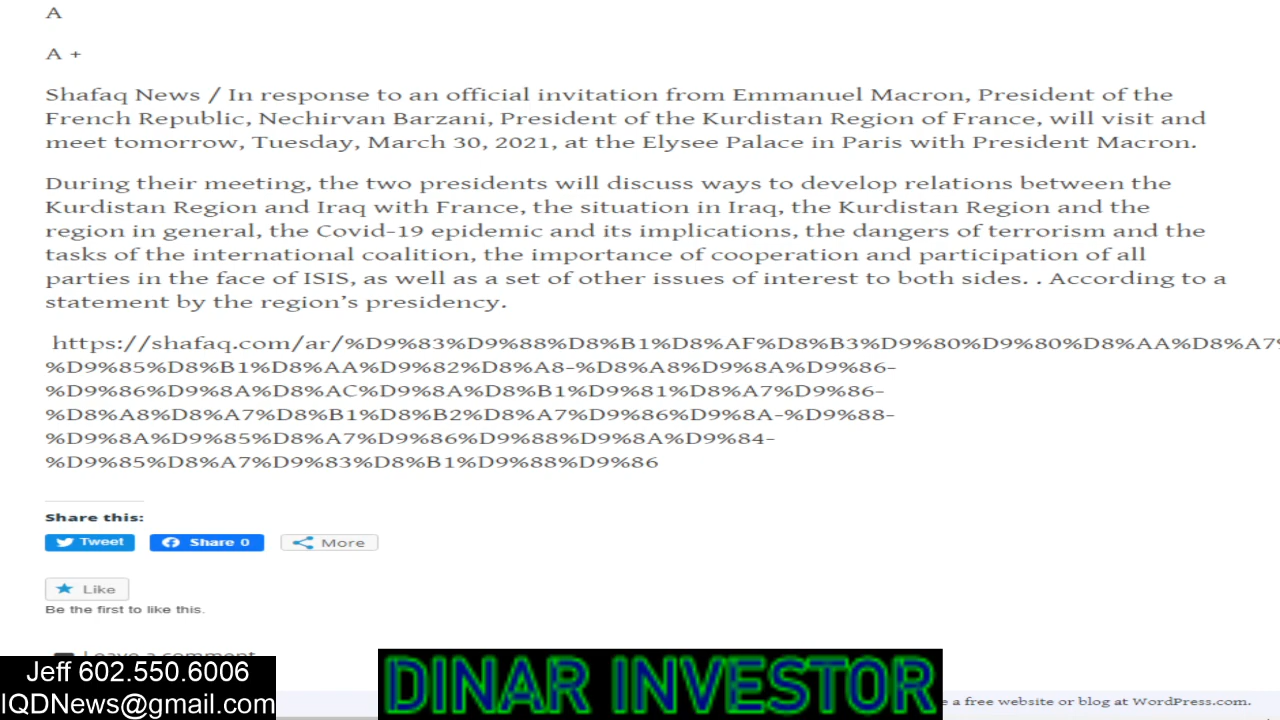 A
A +
Shafaq News / In response to an official invitation from Emmanuel Macron, President of the
French Republic, Nechirvan Barzani, President of the Kurdistan Region of France, will visit and
meet tomorrow, Tuesday, March 30, 2021, at the Elysee Palace in Paris with President Macron.
During their meeting, the two presidents will discuss ways to develop relations between the
Kurdistan Region and Iraq with France, the situation in Iraq, the Kurdistan Region and the
region in general, the Covid-19 epidemic and its implications, the dangers of terrorism and the
tasks of the international coalition, the importance of cooperation and participation of all
parties in the face of ISIS, as well as a set of other issues of interest to both sides. . According to a
statement by the region's presidency.
https://shafaq.com/ar/%D9%83%D9%88%D8%B1%D8%AF%D8%B3%D9%80%D9%80%D8%AA%D8%A7%
%D9%85%D8%B1%D8%AA%D9%82%D8%A8-%D8%A8%D9%8A%D9%86-
%D9%86%D9%8A%D8%AC%D9%8A%D8%B1%D9%81%D8%A7%D9%86-
%D8%A8%D8%A7%D8%B1%D8%B2%D8%A7%D9%86%D9%8A-%D9%88-
%D9%8A%D9%85%D8%A7%D9%86%D9%88%D9%8A%D9%84-
%D9%85%D8%A7%D9%83%D8%B1%D9%88%D9%86
Share this:
Tweet Share 0 More
Like
Be the first to like this.
Leave a comment
Jeff 602.550.6006
IQDNews@gmail.com
DINAR INVESTOR
e a free website or blog at WordPress.com.